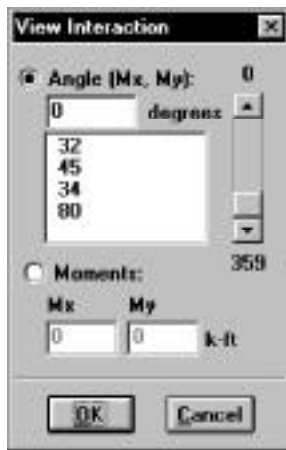 View Interaction
Angle (Mx, My): 0
0 degrees
32
45
34
80
359
Moments:
Mx My
0 0 k-ft
OK Cancel